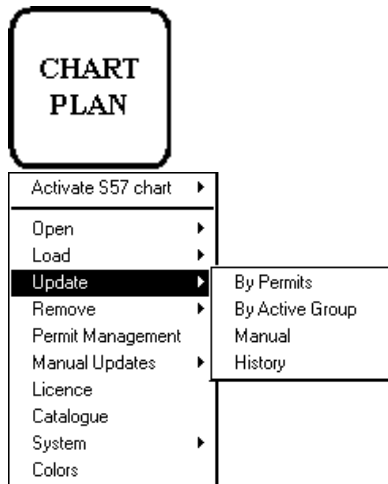 CHART
PLAN
Activate S57 chart
Open
Load
Update
Remove
Permit Management
Manual Updates
Licence
Catalogue
System
Colors
By Permits
By Active Group
Manual
History